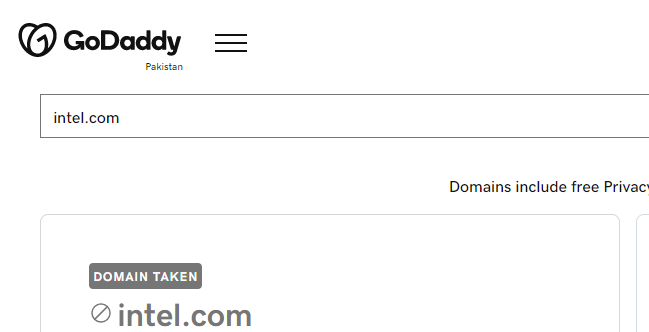 GoDaddy
Pakistan
intel.com
Domains include free Privacy
DOMAIN TAKEN
intel.com